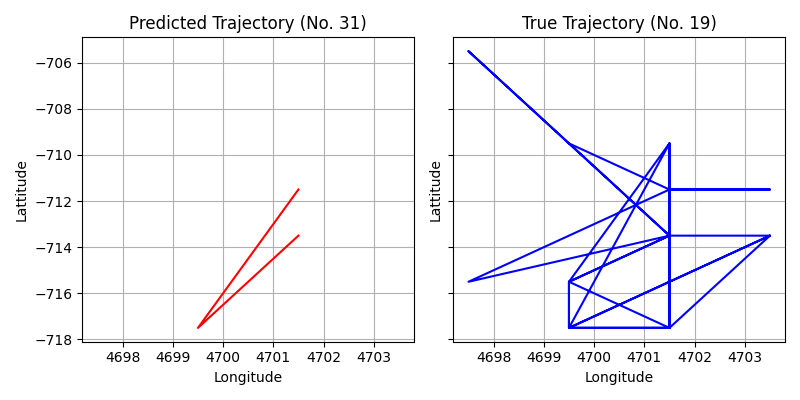 Predicted Trajectory (No. 31)
True Trajectory (No. 19)
−706
−708
−710
−712
−714
−716
−718
Lattitude
4698 4699 4700 4701 4702 4703
Longitude
Lattitude
4698 4699 4700 4701 4702 4703
Longitude